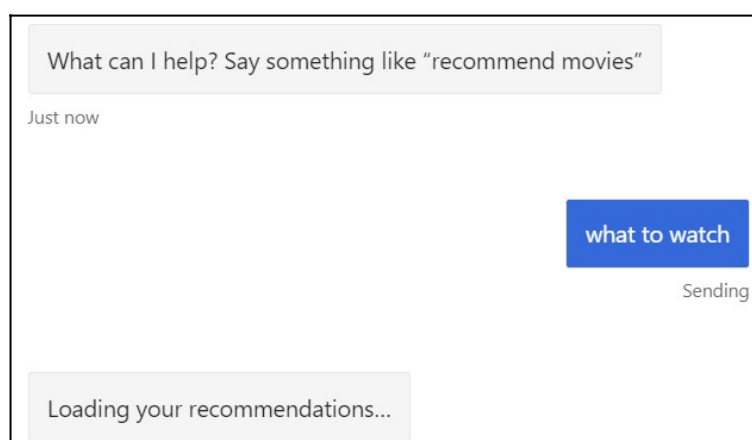 What can I help? Say something like “recommend movies”
Just now
what to watch
Sending
Loading your recommendations...